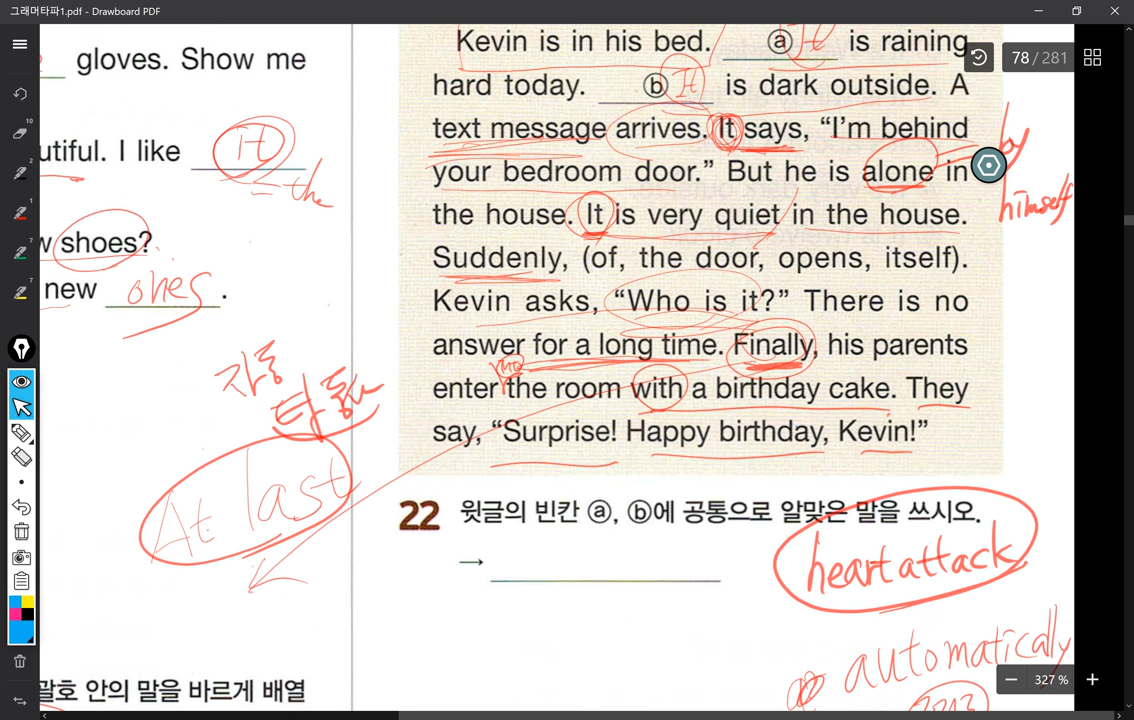 그래머타파1.pdf - Drawboard PDF
78 / 281
gloves. Show me
utiful. I like it
the
w shoes?
new ones.
자동
At last
괄호 안의 말을 바르게 배열
Kevin is in his bed. ⓐ It is raining
hard today. ⓑ It is dark outside. A
text message arrives. It says, “I'm behind
your bedroom door.” But he is alone in
by
himself
the house. It is very quiet in the house.
Suddenly, (of, the door, opens, itself).
Kevin asks, “Who is it?” There is no
answer for a long time. Finally, his parents
enter the room with a birthday cake. They
say, “Surprise! Happy birthday, Kevin!”
22 윗글의 빈칸 ⓐ, ⓑ에 공통으로 알맞은 말을 쓰시오.
→
heart attack
automatically
327 %
10
2
1
7
7